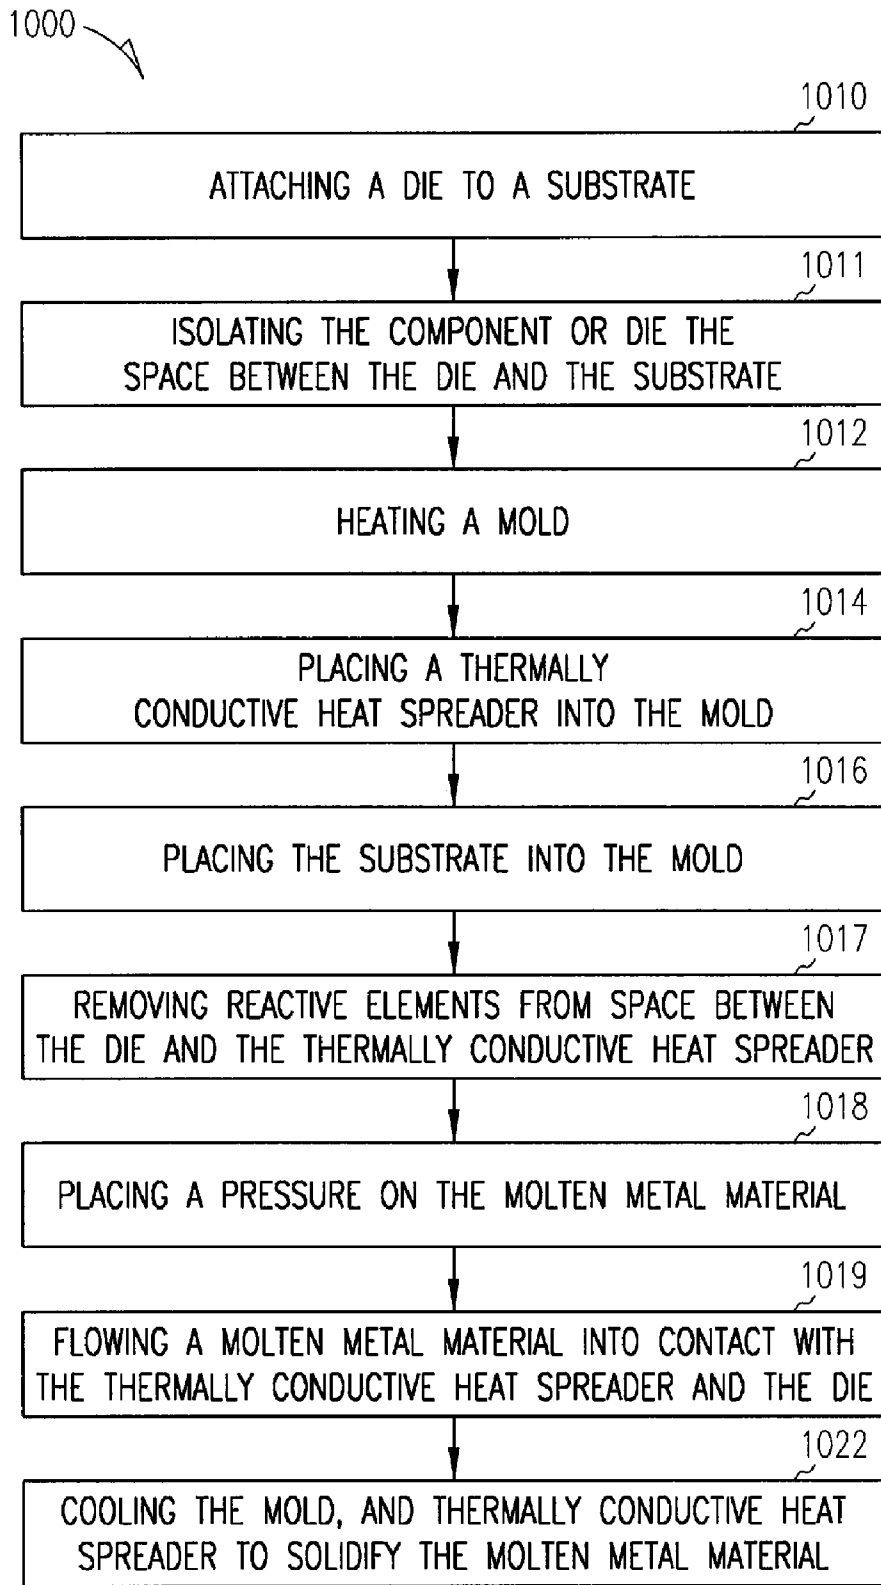 1000
1010
ATTACHING A DIE TO A SUBSTRATE
1011
ISOLATING THE COMPONENT OR DIE THE
SPACE BETWEEN THE DIE AND THE SUBSTRATE
1012
HEATING A MOLD
1014
PLACING A THERMALLY
CONDUCTIVE HEAT SPREADER INTO THE MOLD
1016
PLACING THE SUBSTRATE INTO THE MOLD
1017
REMOVING REACTIVE ELEMENTS FROM SPACE BETWEEN
THE DIE AND THE THERMALLY CONDUCTIVE HEAT SPREADER
1018
PLACING A PRESSURE ON THE MOLTEN METAL MATERIAL
1019
FLOWING A MOLTEN METAL MATERIAL INTO CONTACT WITH
THE THERMALLY CONDUCTIVE HEAT SPREADER AND THE DIE
1022
COOLING THE MOLD, AND THERMALLY CONDUCTIVE HEAT
SPREADER TO SOLIDIFY THE MOLTEN METAL MATERIAL